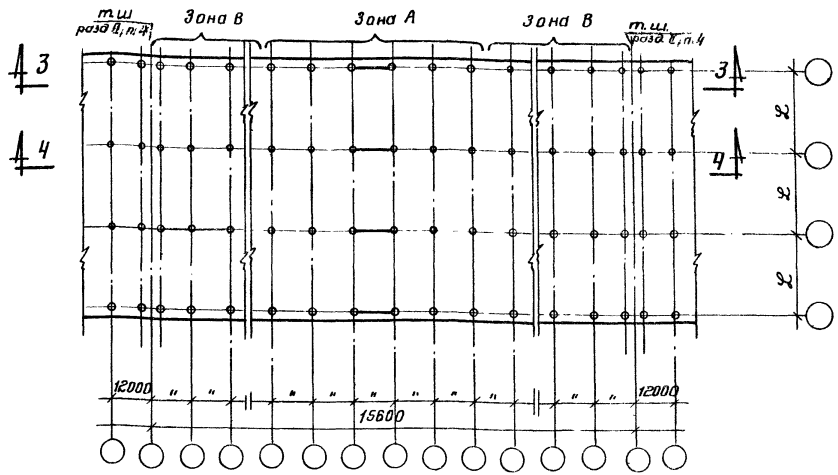 т.ш
разд II, п.4
Зона В
Зона А
Зона В
т.ш.
разд II, п.4
3
3
4
4
ℒ
ℒ
ℒ
12000 " " " " " " " " " " 12000
15600